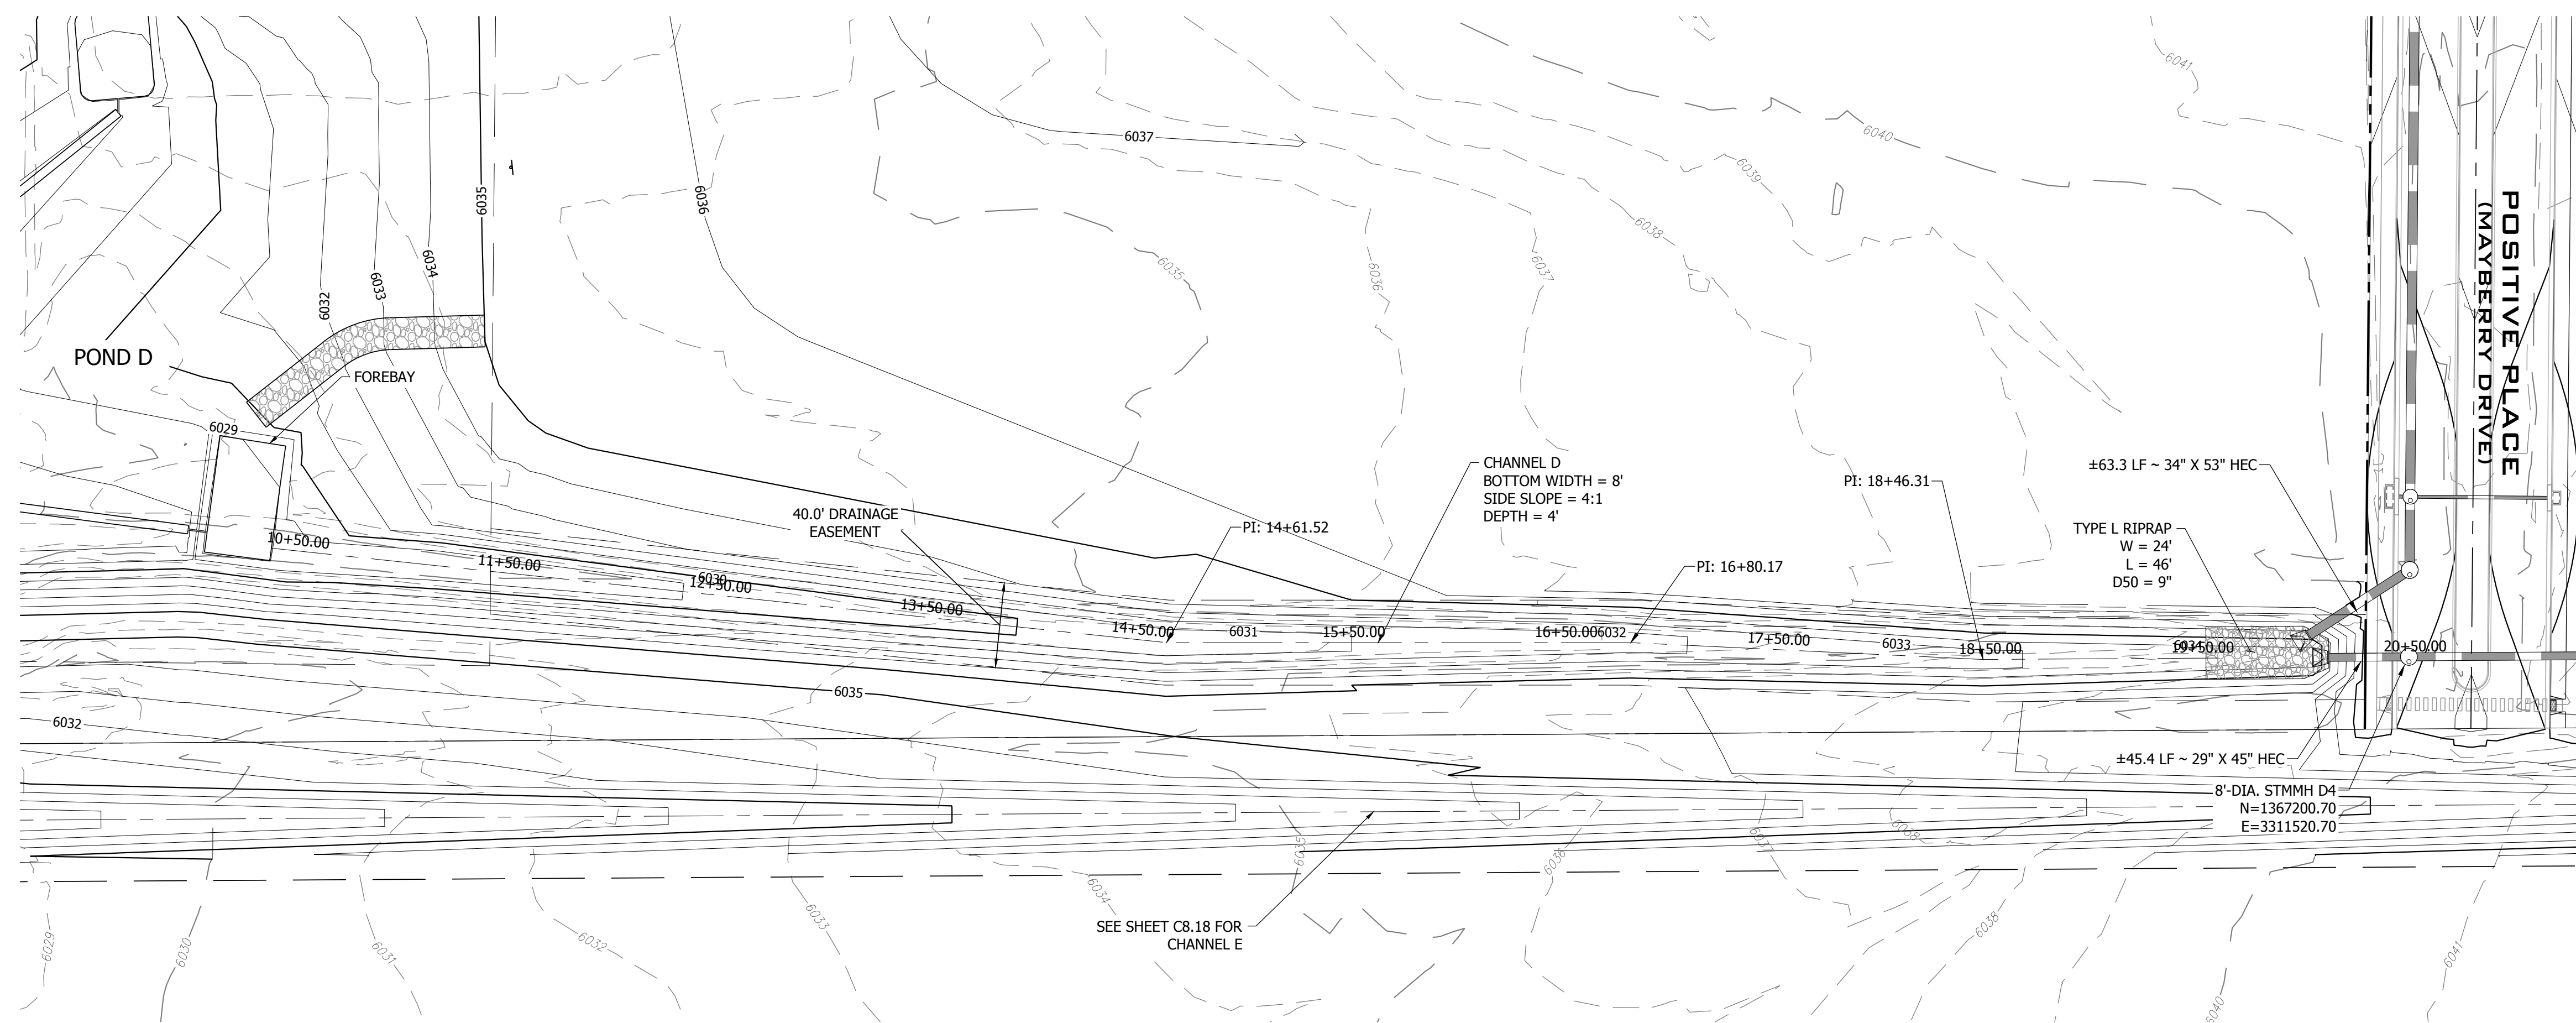 6041
6037
6040
6039
6036
6035
6038
POSITIVE PLACE
(MAYBERRY DRIVE)
6034
6035
6037
6036
6033
6032
POND D
FOREBAY
6029
CHANNEL D
BOTTOM WIDTH = 8'
SIDE SLOPE = 4:1
DEPTH = 4'
±63.3 LF ~ 34" X 53" HEC
PI: 18+46.31
40.0' DRAINAGE
EASEMENT
PI: 14+61.52
TYPE L RIPRAP
W = 24'
L = 46'
D50 = 9"
PI: 16+80.17
10+50.00
11+50.00
6030
12+50.00
13+50.00
14+50.00
6031
15+50.00
16+50.00
6032
17+50.00
6033
18+50.00
6034
19+50.00
20+50.00
6035
6032
±45.4 LF ~ 29" X 45" HEC
8'-DIA. STMMH D4
N=1367200.70
E=3311520.70
6035
6036
6037
6038
SEE SHEET C8.18 FOR
CHANNEL E
6029
6030
6031
6032
6033
6034
6038
6040
6041